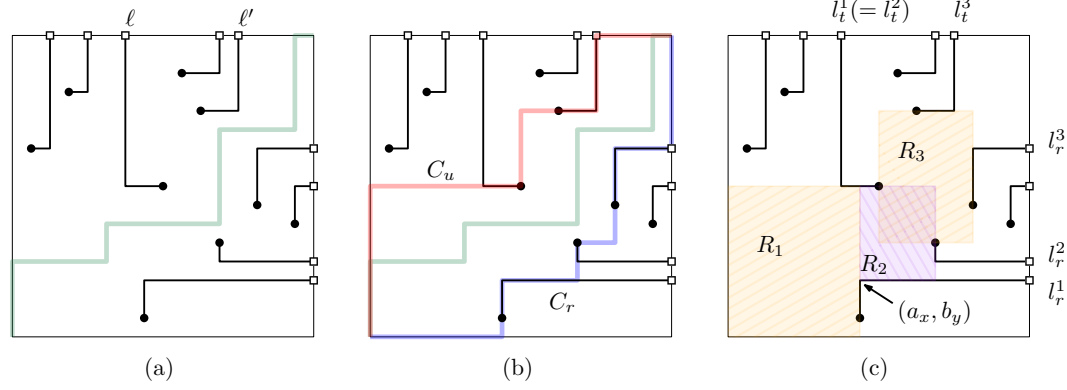 ℓ ℓ′
C_u
C_r
l_t^1(= l_t^2) l_t^3
R_3
l_r^3
R_1
R_2
l_r^2
l_r^1
(a_x, b_y)
(a) (b) (c)